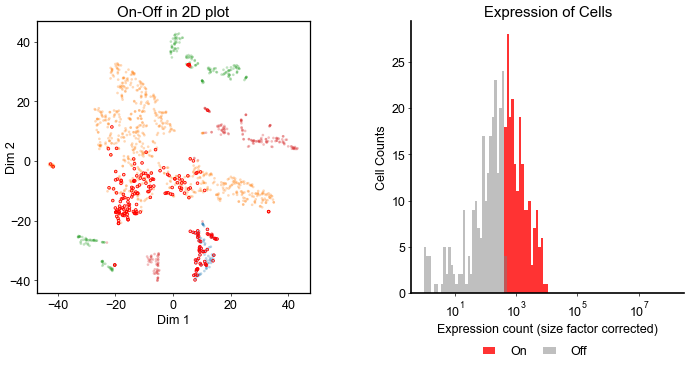 On-Off in 2D plot
Dim 2
40
20
0
−20
−40
−40 −20 0 20 40
Dim 1
Expression of Cells
Cell Counts
25
20
15
10
5
0
10^1 10^3 10^5 10^7
Expression count (size factor corrected)
On Off